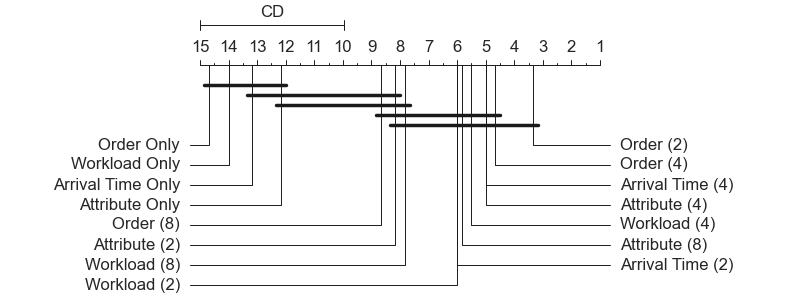 CD
15 14 13 12 11 10 9 8 7 6 5 4 3 2 1
Order Only Order (2)
Workload Only Order (4)
Arrival Time Only Arrival Time (4)
Attribute Only Attribute (4)
Order (8) Workload (4)
Attribute (2) Attribute (8)
Workload (8) Arrival Time (2)
Workload (2)